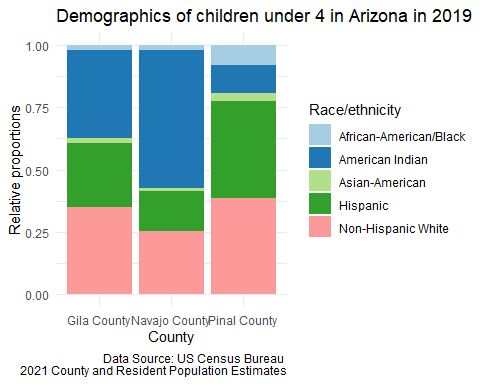 Demographics of children under 4 in Arizona in 2019
Relative proportions
1.00
0.75
0.50
0.25
0.00
Gila County Navajo County Pinal County
County
Race/ethnicity
African-American/Black
American Indian
Asian-American
Hispanic
Non-Hispanic White
Data Source: US Census Bureau
2021 County and Resident Population Estimates